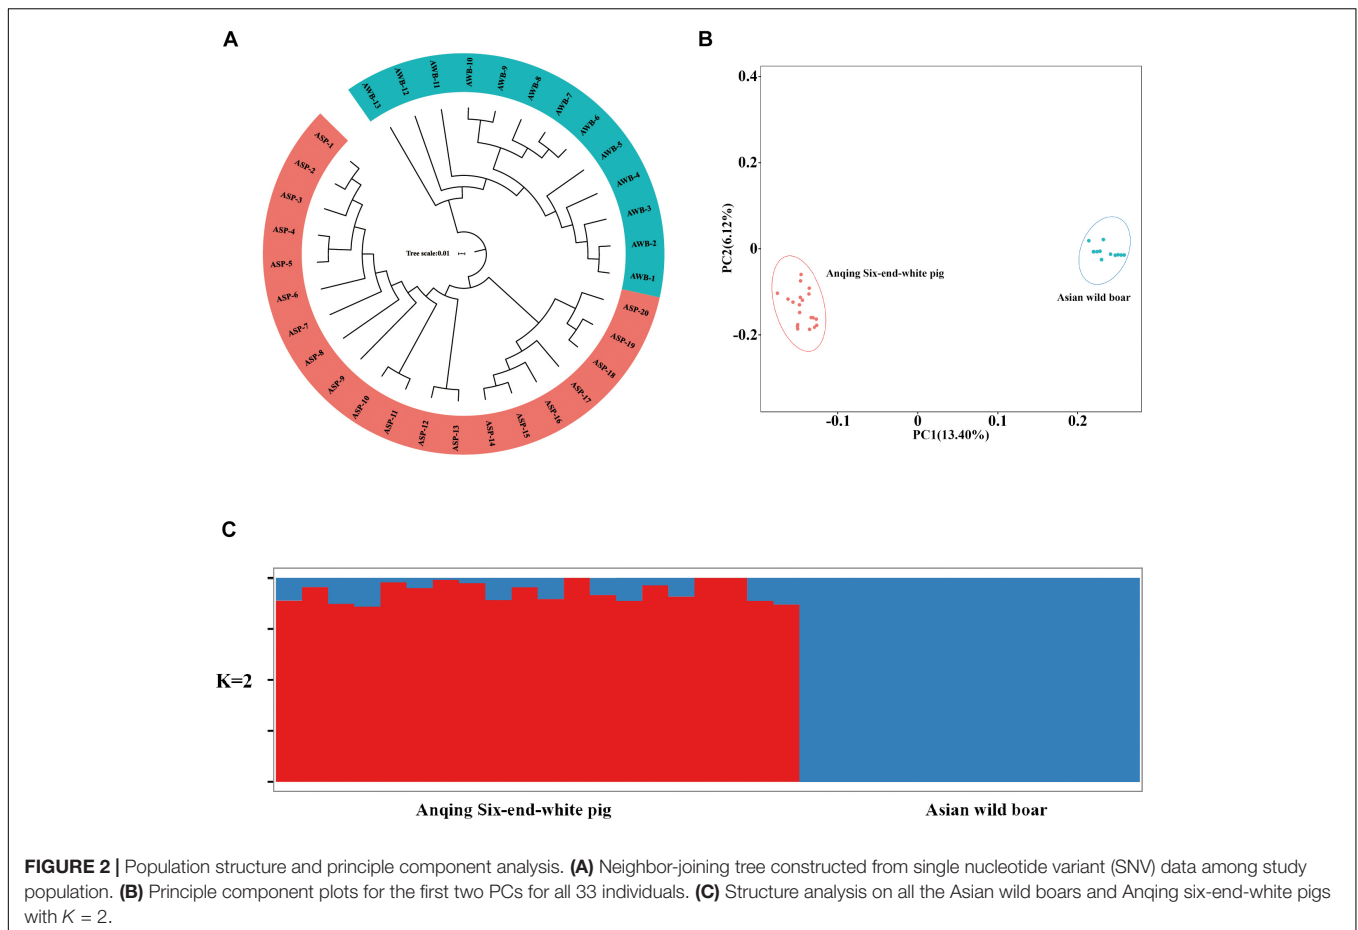 A
AWB-13
AWB-12
AWB-11
AWB-10
AWB-9
AWB-8
AWB-7
AWB-6
AWB-5
AWB-4
AWB-3
AWB-2
AWB-1
ASP-20
ASP-19
ASP-18
ASP-17
ASP-16
ASP-15
ASP-14
ASP-13
ASP-12
ASP-11
ASP-10
ASP-9
ASP-8
ASP-7
ASP-6
ASP-5
ASP-4
ASP-3
ASP-2
ASP-1
Tree scale:0.01
B
0.4
0.2
0
-0.2
PC2(6.12%)
Anqing Six-end-white pig
Asian wild boar
-0.1
0
0.1
0.2
PC1(13.40%)
C
K=2
Anqing Six-end-white pig
Asian wild boar
FIGURE 2 | Population structure and principle component analysis. (A) Neighbor-joining tree constructed from single nucleotide variant (SNV) data among study
population. (B) Principle component plots for the first two PCs for all 33 individuals. (C) Structure analysis on all the Asian wild boars and Anqing six-end-white pigs
with K = 2.